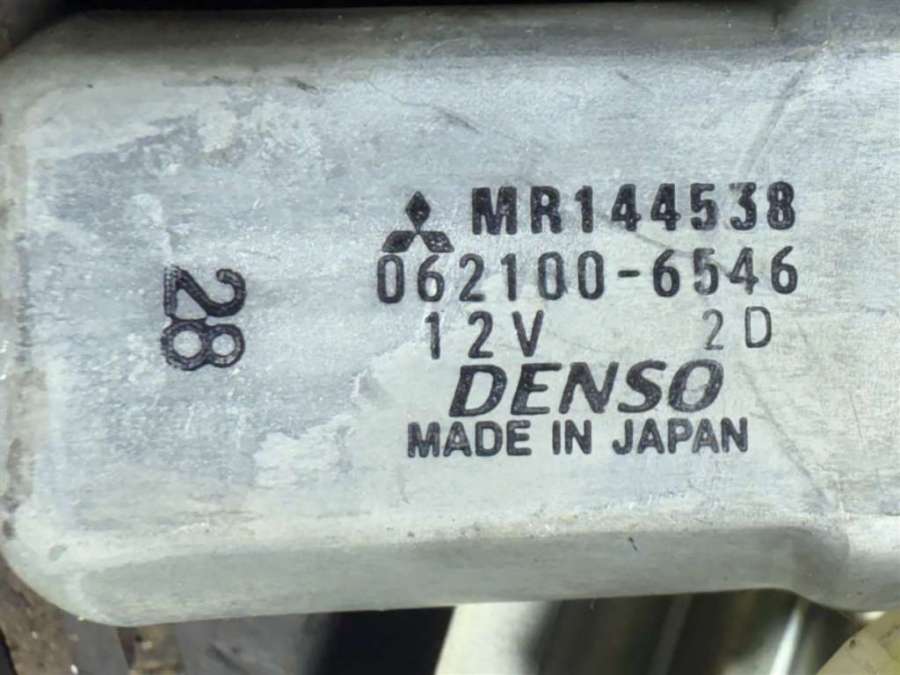 MR144538
062100-6546
12V 2D
DENSO
MADE IN JAPAN
28